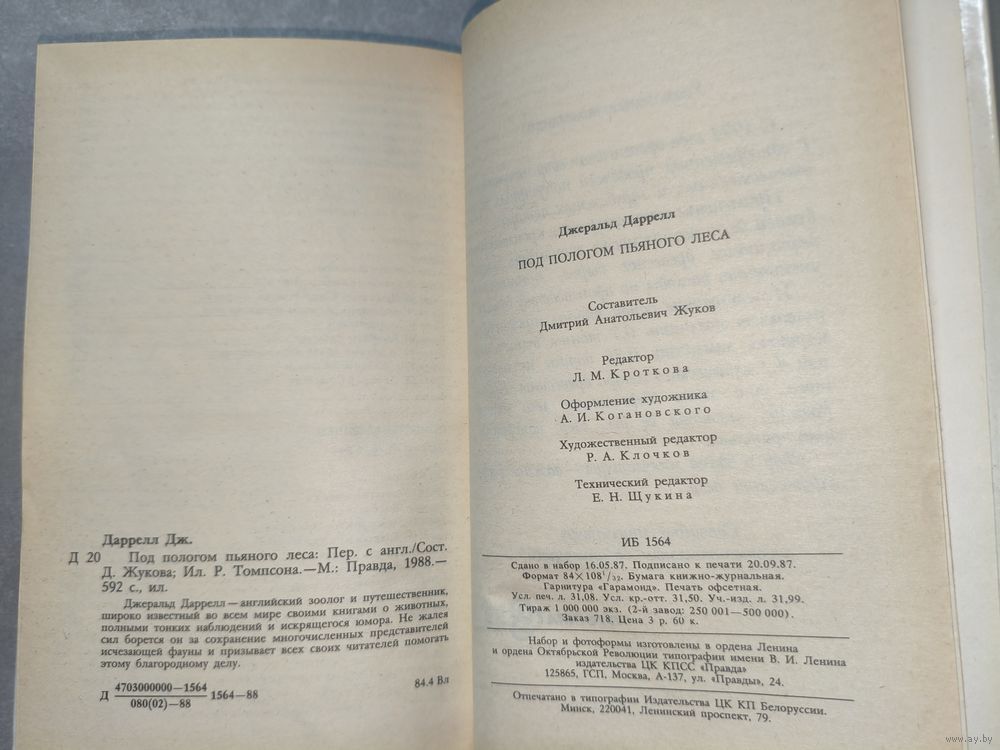 Даррелл Дж.
Д 20 Под пологом пьяного леса: Пер. с англ./Сост.
Д. Жукова; Ил. Р. Томпсона.—М.: Правда, 1988.—
592 с., ил.
Джеральд Даррелл—английский зоолог и путешественник,
широко известный во всем мире своими книгами о животных,
полными тонких наблюдений и искрящегося юмора. Не жалея
сил борется он за сохранение многочисленных представителей
исчезающей фауны и призывает всех своих читателей помогать
этому благородному делу.
Д 4703000000—1564
080(02)—88 1564—88
84.4 Вл
Джеральд Даррелл
ПОД ПОЛОГОМ ПЬЯНОГО ЛЕСА
Составитель
Дмитрий Анатольевич Жуков
Редактор
Л. М. Кроткова
Оформление художника
А. И. Когановского
Художественный редактор
Р. А. Клочков
Технический редактор
Е. Н. Щукина
ИБ 1564
Сдано в набор 16.05.87. Подписано к печати 20.09.87.
Формат 84×108 1/32. Бумага книжно-журнальная.
Гарнитура «Гарамонд». Печать офсетная.
Усл. печ. л. 31,08. Усл. кр.-отт. 31,50. Уч.-изд. л. 31,99.
Тираж 1 000 000 экз. (2-й завод: 250 001—500 000).
Заказ 718. Цена 3 р. 60 к.
Набор и фотоформы изготовлены в ордена Ленина
и ордена Октябрьской Революции типографии имени В. И. Ленина
издательства ЦК КПСС «Правда»
125865, ГСП, Москва, А-137, ул. «Правды», 24.
Отпечатано в типографии Издательства ЦК КП Белоруссии.
Минск, 220041, Ленинский проспект, 79.
www.ay.by